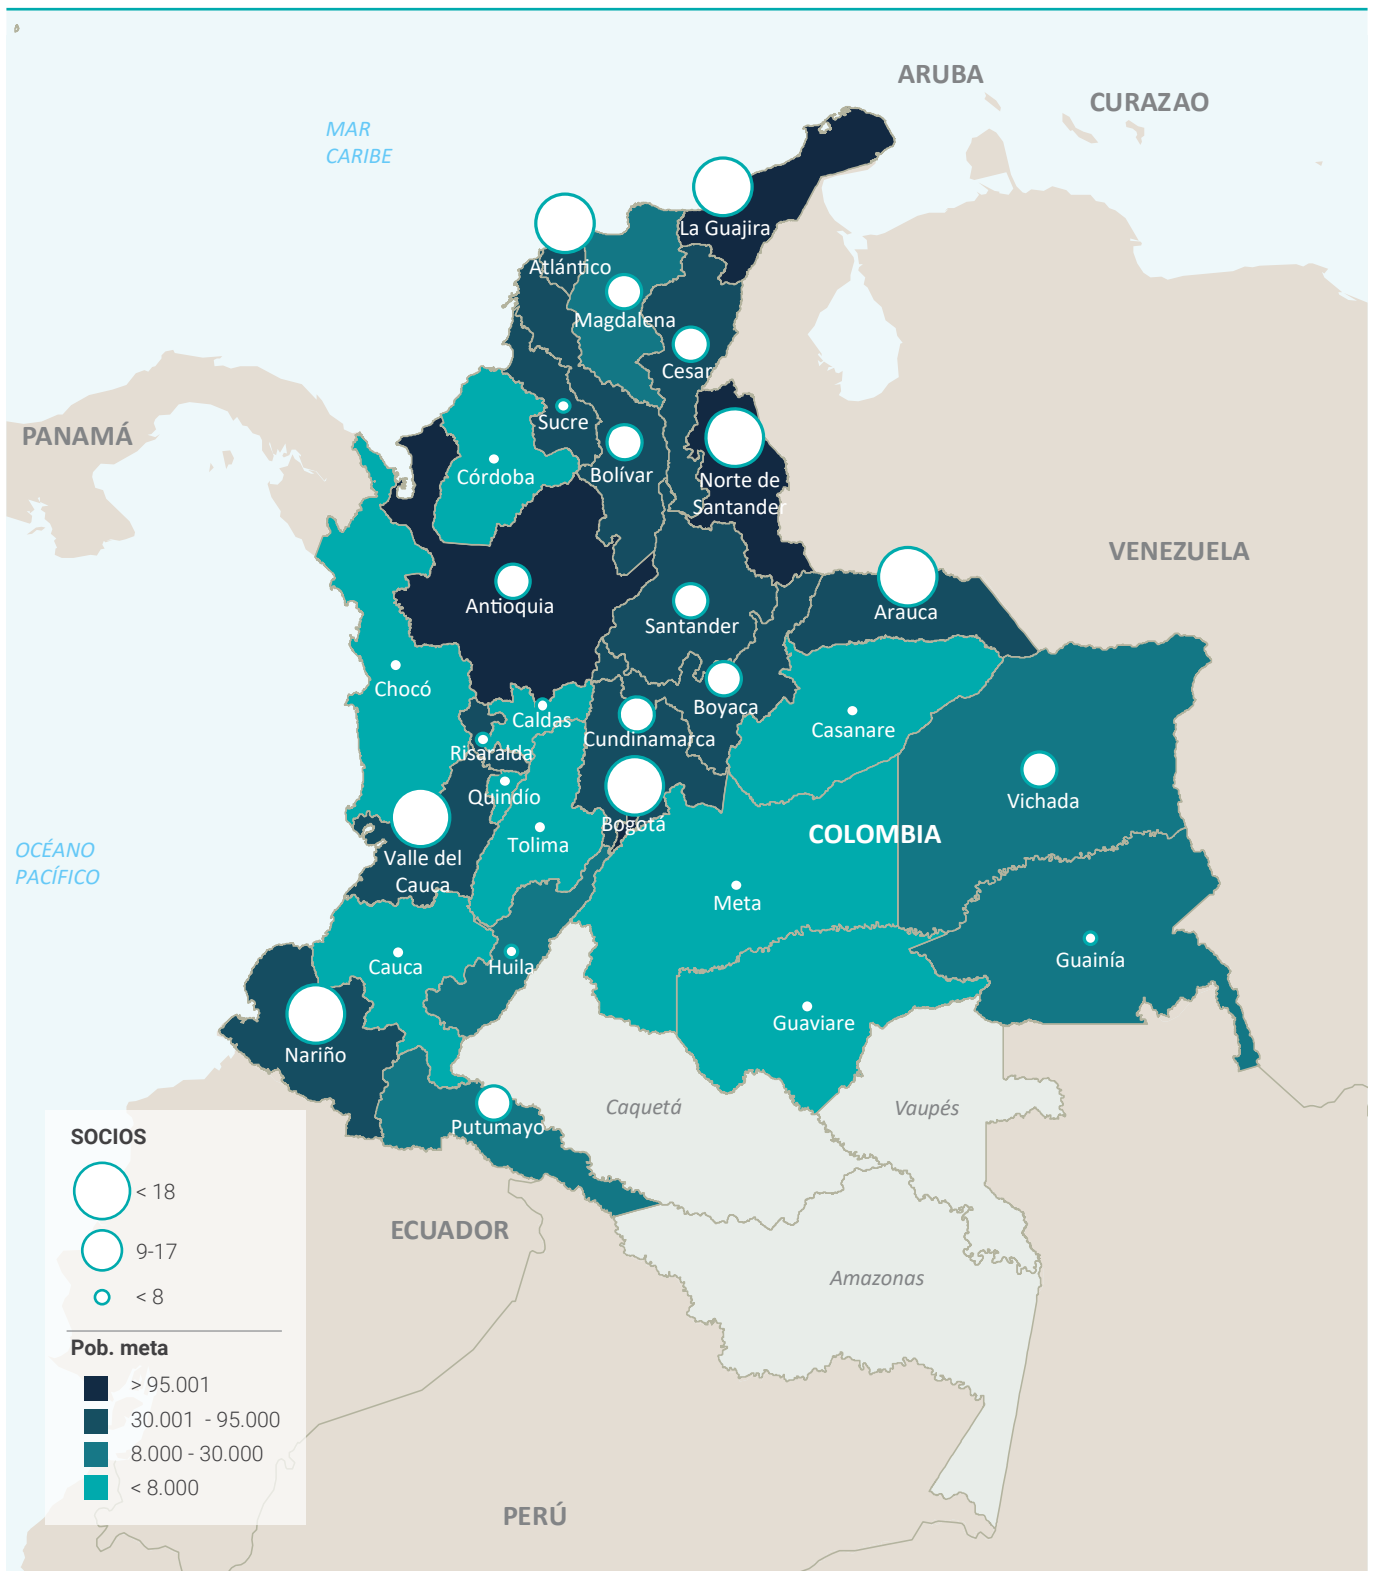 ARUBA
CURAZAO
MAR
CARIBE
La Guajira
Atlántico
Magdalena
Cesar
Sucre
PANAMÁ
Córdoba
Bolívar
Norte de
Santander
VENEZUELA
Antioquia
Santander
Arauca
Chocó
Boyaca
Caldas
Casanare
Cundinamarca
Risaralda
Quindío
Vichada
Bogotá
COLOMBIA
Tolima
OCÉANO
PACÍFICO
Valle del
Cauca
Meta
Cauca
Huila
Guainía
Guaviare
Nariño
Caquetá
Vaupés
Putumayo
ECUADOR
Amazonas
PERÚ
SOCIOS
< 18
9-17
< 8
Pob. meta
> 95.001
30.001 - 95.000
8.000 - 30.000
< 8.000